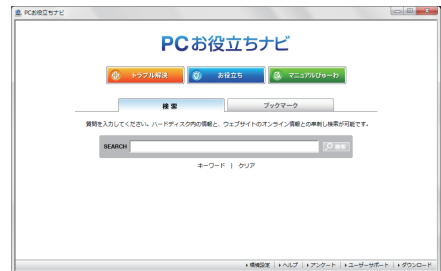 PCお役立ちナビ
PCお役立ちナビ
トラブル解決 お役立ち マニュアルびゅーわ
検索 ブックマーク
質問を入力してください。ハードディスク内の情報と、ウェブサイトのオンライン情報との串刺し検索が可能です。
SEARCH 検索
キーワード | クリア
環境設定 ヘルプ アンケート ユーザーサポート ダウンロード